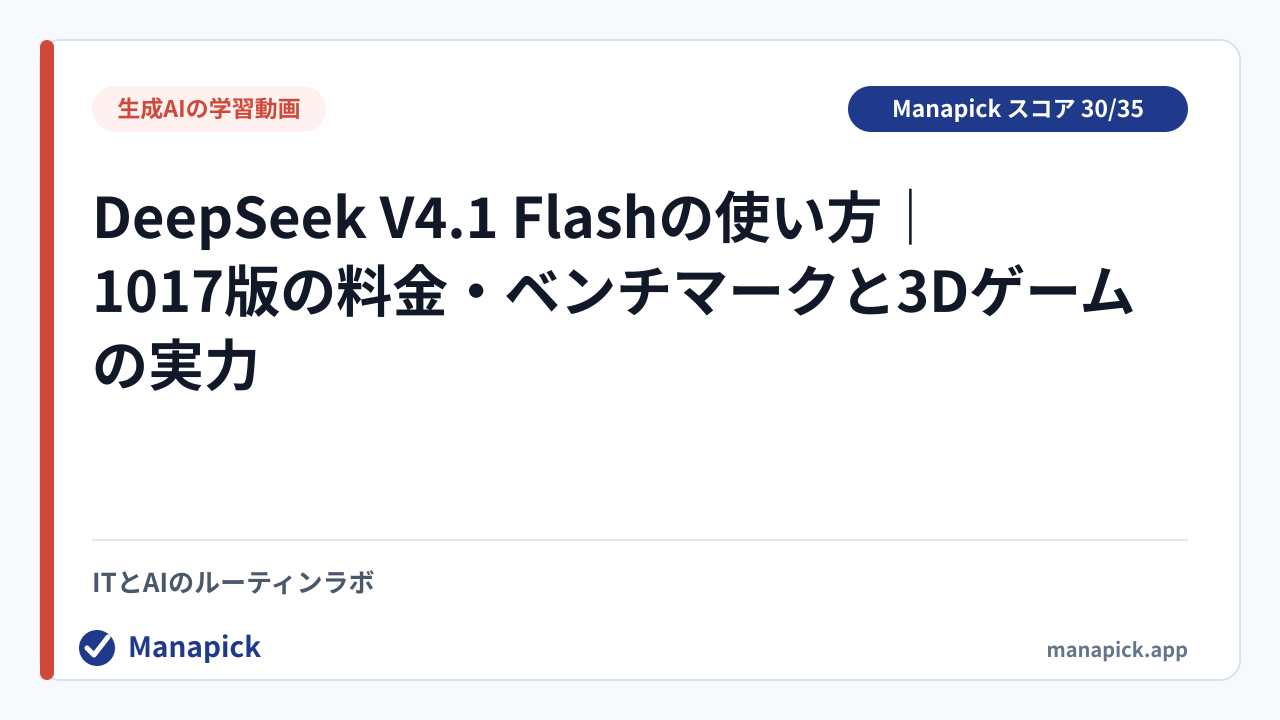 生成AIの学習動画
Manapick スコア 30/35
DeepSeek V4.1 Flashの使い方｜
1017版の料金・ベンチマークと3Dゲーム
の実力
ITとAIのルーティンラボ
Manapick
manapick.app